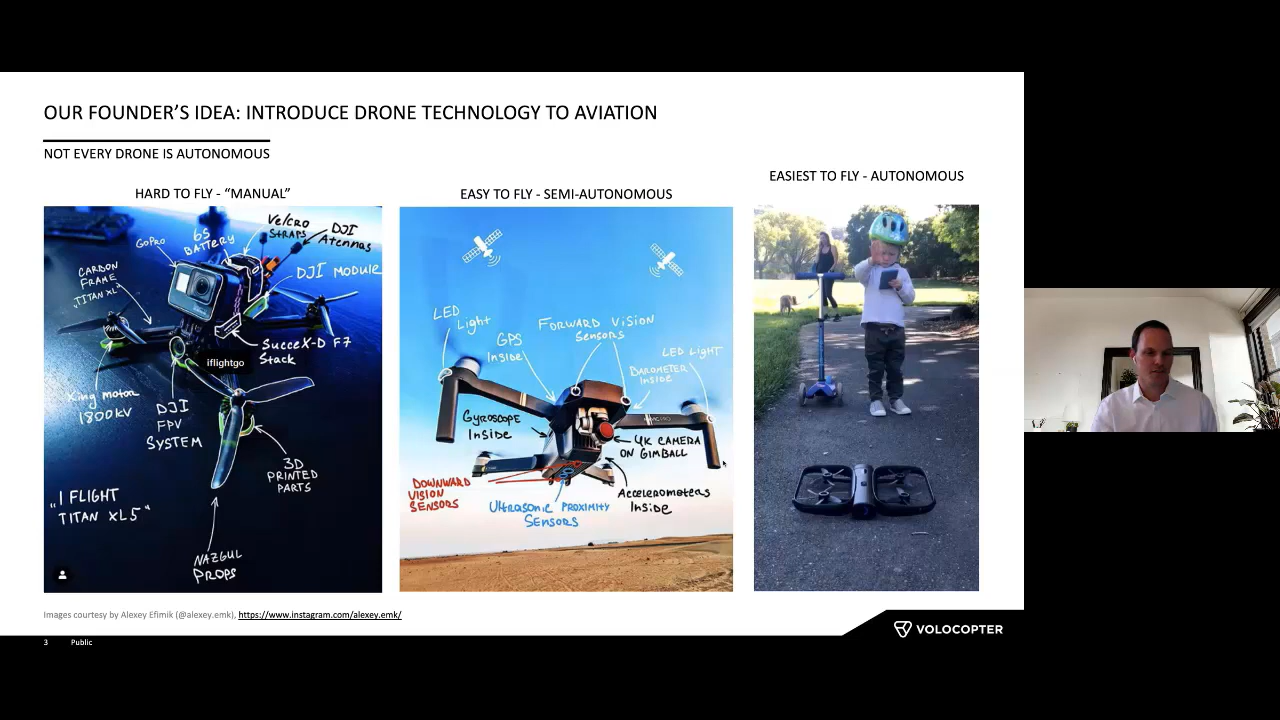 OUR FOUNDER'S IDEA: INTRODUCE DRONE TECHNOLOGY TO AVIATION
NOT EVERY DRONE IS AUTONOMOUS
HARD TO FLY - “MANUAL”
GoPro
6S
BATTERY
VELCRO
STRAPS
DJI
Atennas
CARBON
FRAME
"TITAN XL"
DJI MODULE
SucceX-D F7
Stack
iflightgo
Xing motor
1800kV
DJI
FPV
SYSTEM
3D
PRINTED
PARTS
"I FLIGHT
TITAN XL5"
NAZGUL
PROPS
EASY TO FLY - SEMI-AUTONOMOUS
LED
Light
GPS
Inside
FORWARD VISION
SENSORS
LED LIGHT
BAROMETER
INSIDE
GYROSCOPE
INSIDE
4K CAMERA
ON GIMBALL
DOWNWARD
VISION
SENSORS
ULTRASONIC PROXIMITY
SENSORS
Accelerometers
Inside
EASIEST TO FLY - AUTONOMOUS
Images courtesy by Alexey Efimik (@alexey.emk), https://www.instagram.com/alexey.emk/
3 Public
VOLOCOPTER